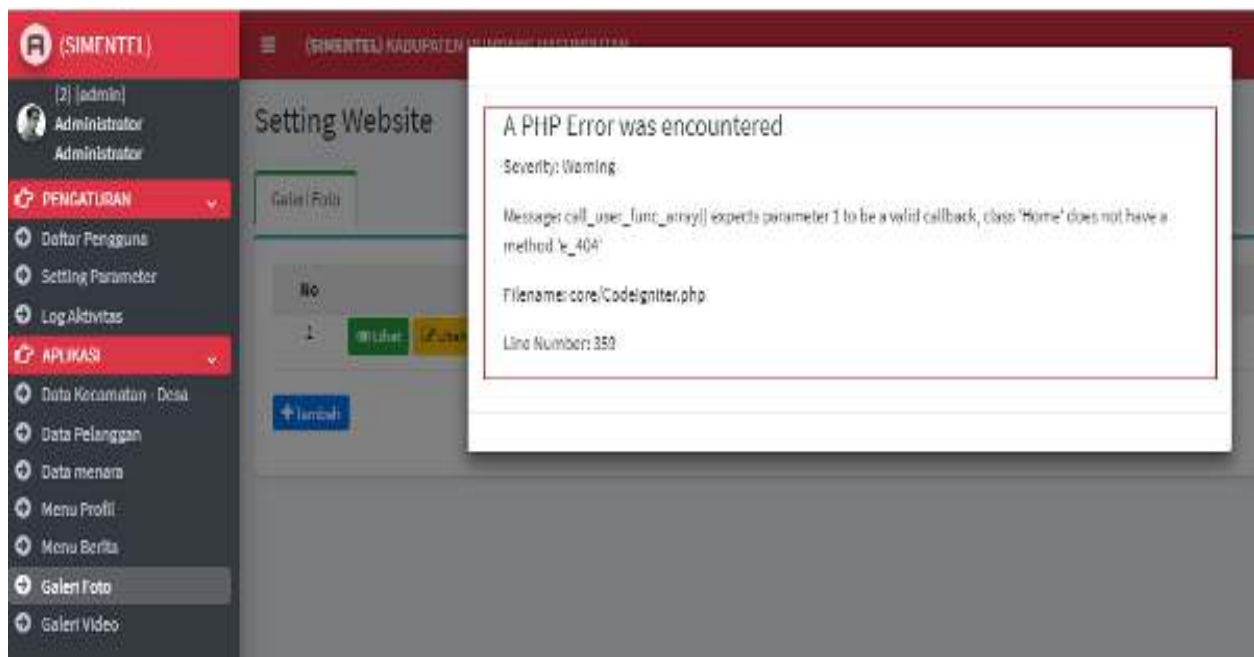 (SIMENTEL)
(SIMENTEL) KABUPATEN
[2] [admin]
Administrator
Administrator
PENGATURAN
Daftar Pengguna
Setting Parameter
Log Aktivitas
APLIKASI
Data Kecamatan - Desa
Data Pelanggan
Data menara
Menu Profil
Menu Berita
Galeri Foto
Galeri Video
Setting Website
Galeri Foto
No
1
Lihat
Tambah
A PHP Error was encountered
Severity: Warning
Message: call_user_func_array() expects parameter 1 to be a valid callback, class 'Home' does not have a
method 'e_404'
Filename: core/CodeIgniter.php
Line Number: 359